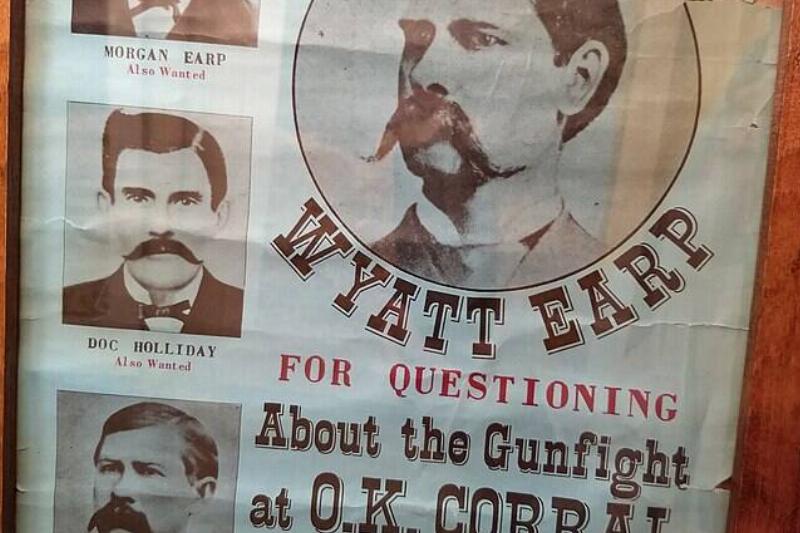 MORGAN EARP
Also Wanted
DOC HOLLIDAY
Also Wanted
WYATT EARP
FOR QUESTIONING
About the Gunfight
at O.K. CORRAL